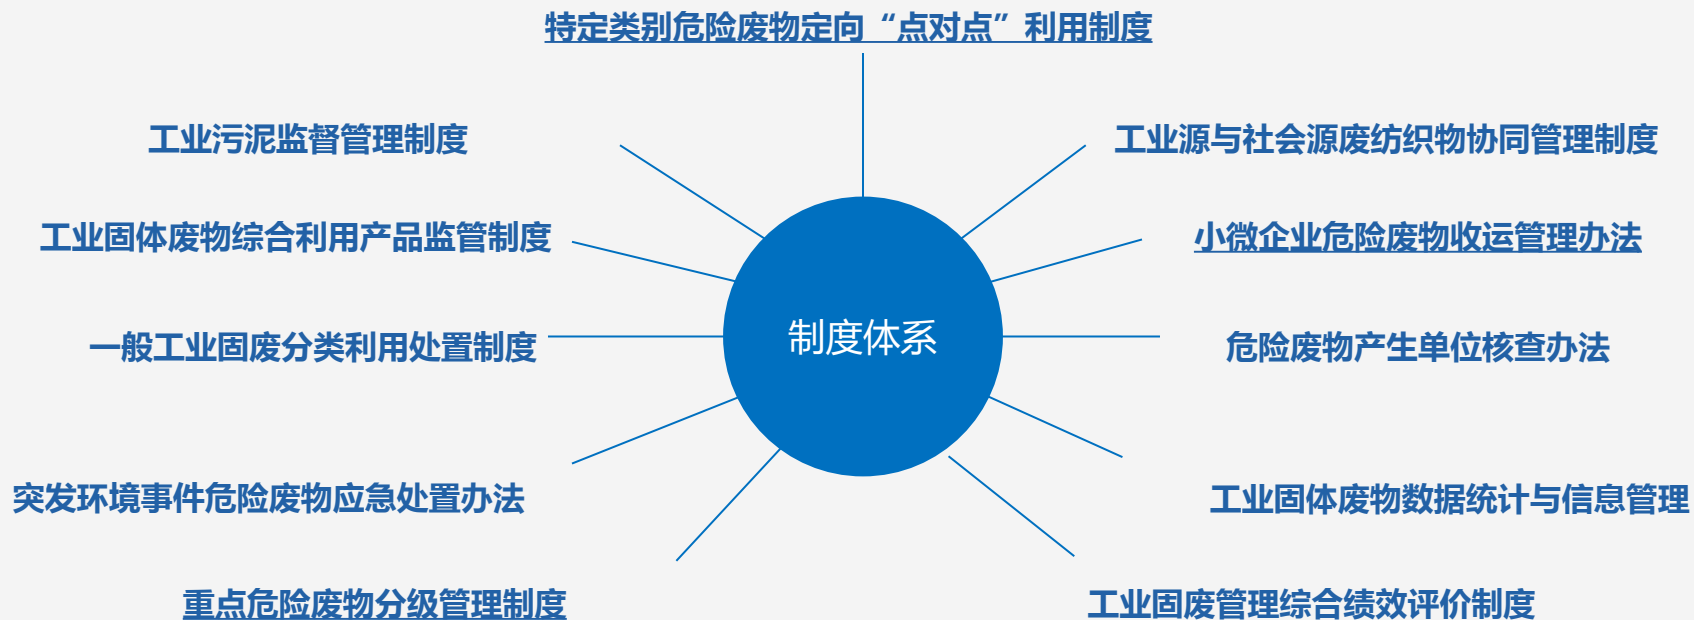 特定类别危险废物定向“点对点”利用制度
工业污泥监督管理制度
工业源与社会源废纺织物协同管理制度
工业固体废物综合利用产品监管制度
小微企业危险废物收运管理办法
一般工业固废分类利用处置制度
制度体系
危险废物产生单位核查办法
突发环境事件危险废物应急处置办法
工业固体废物数据统计与信息管理
重点危险废物分级管理制度
工业固废管理综合绩效评价制度